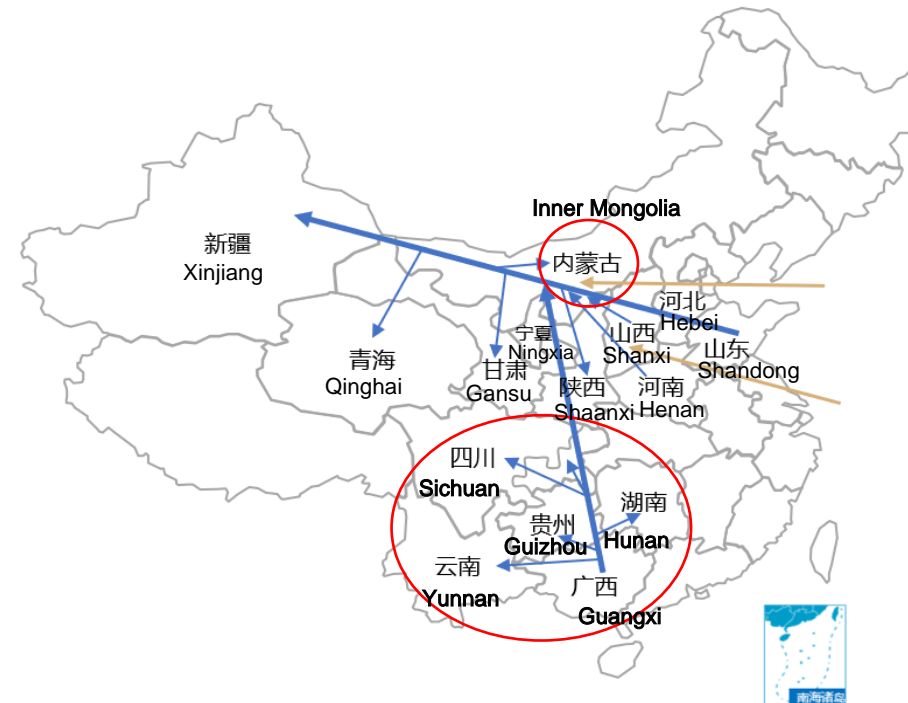 Inner Mongolia
内蒙古
新疆
Xinjiang
河北
Hebei
宁夏
Ningxia
山西
Shanxi
山东
Shandong
青海
Qinghai
甘肃
Gansu
陕西
Shaanxi
河南
Henan
四川
Sichuan
湖南
Hunan
贵州
Guizhou
云南
Yunnan
广西
Guangxi
南海诸岛